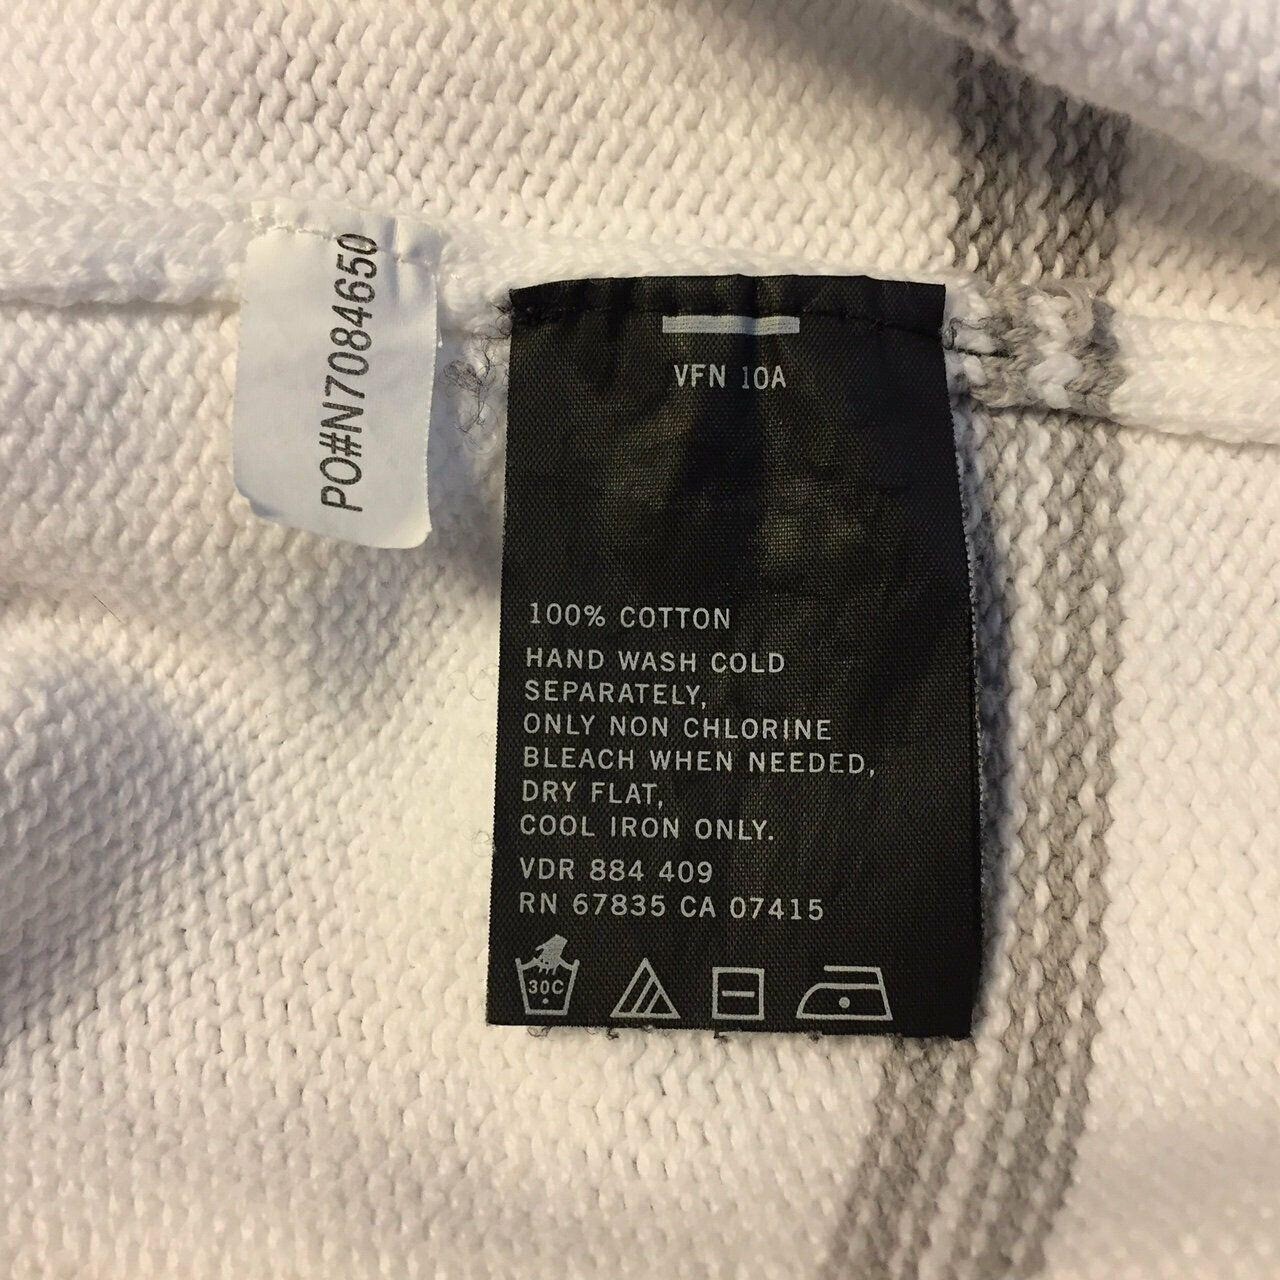 PO#N7084650
VFN 10A
100% COTTON
HAND WASH COLD
SEPARATELY,
ONLY NON CHLORINE
BLEACH WHEN NEEDED,
DRY FLAT,
COOL IRON ONLY.
VDR 884 409
RN 67835 CA 07415
30C